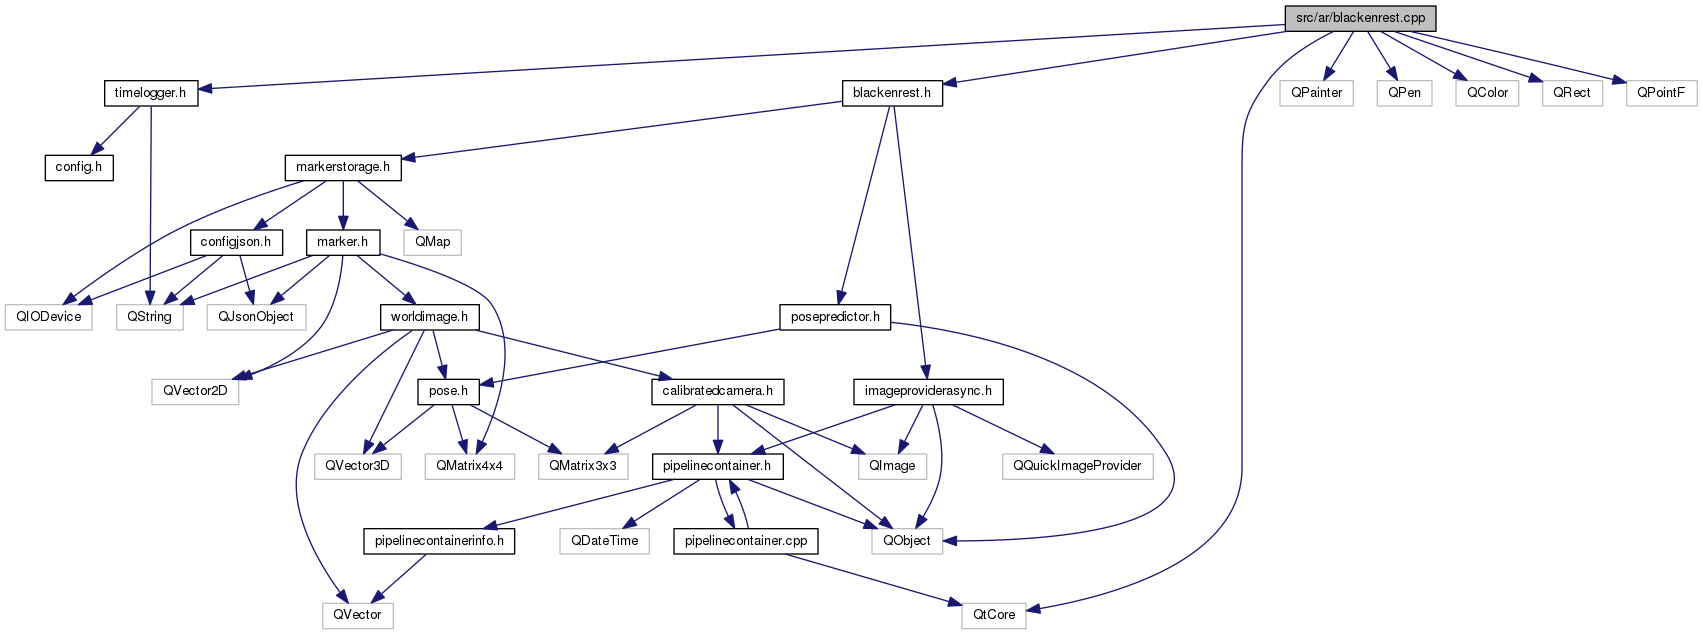 src/ar/blackenrest.cpp
timelogger.h
blackenrest.h
QPainter
QPen
QColor
QRect
QPointF
config.h
markerstorage.h
configjson.h
marker.h
QMap
QIODevice
QString
QJsonObject
worldimage.h
posepredictor.h
QVector2D
pose.h
calibratedcamera.h
imageproviderasync.h
QVector3D
QMatrix4x4
QMatrix3x3
pipelinecontainer.h
QImage
QQuickImageProvider
pipelinecontainerinfo.h
QDateTime
pipelinecontainer.cpp
QObject
QVector
QtCore